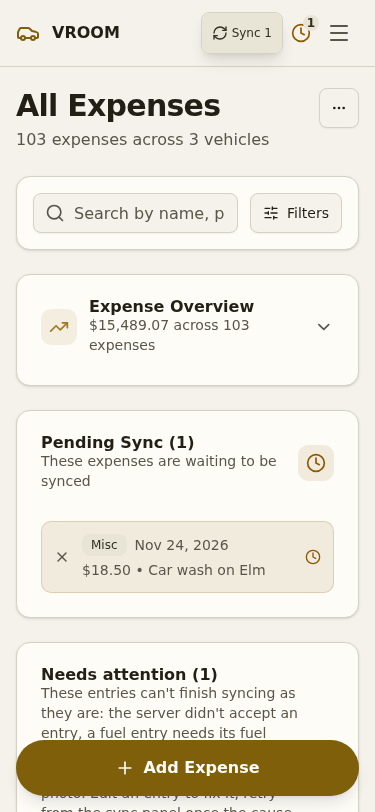 VROOM
Sync 1
1
All Expenses
...
103 expenses across 3 vehicles
Search by name, p
Filters
Expense Overview
$15,489.07 across 103
expenses
Pending Sync (1)
These expenses are waiting to be
synced
Misc Nov 24, 2026
$18.50 • Car wash on Elm
Needs attention (1)
These entries can't finish syncing as
they are: the server didn't accept an
entry, a fuel entry needs its fuel
Add Expense